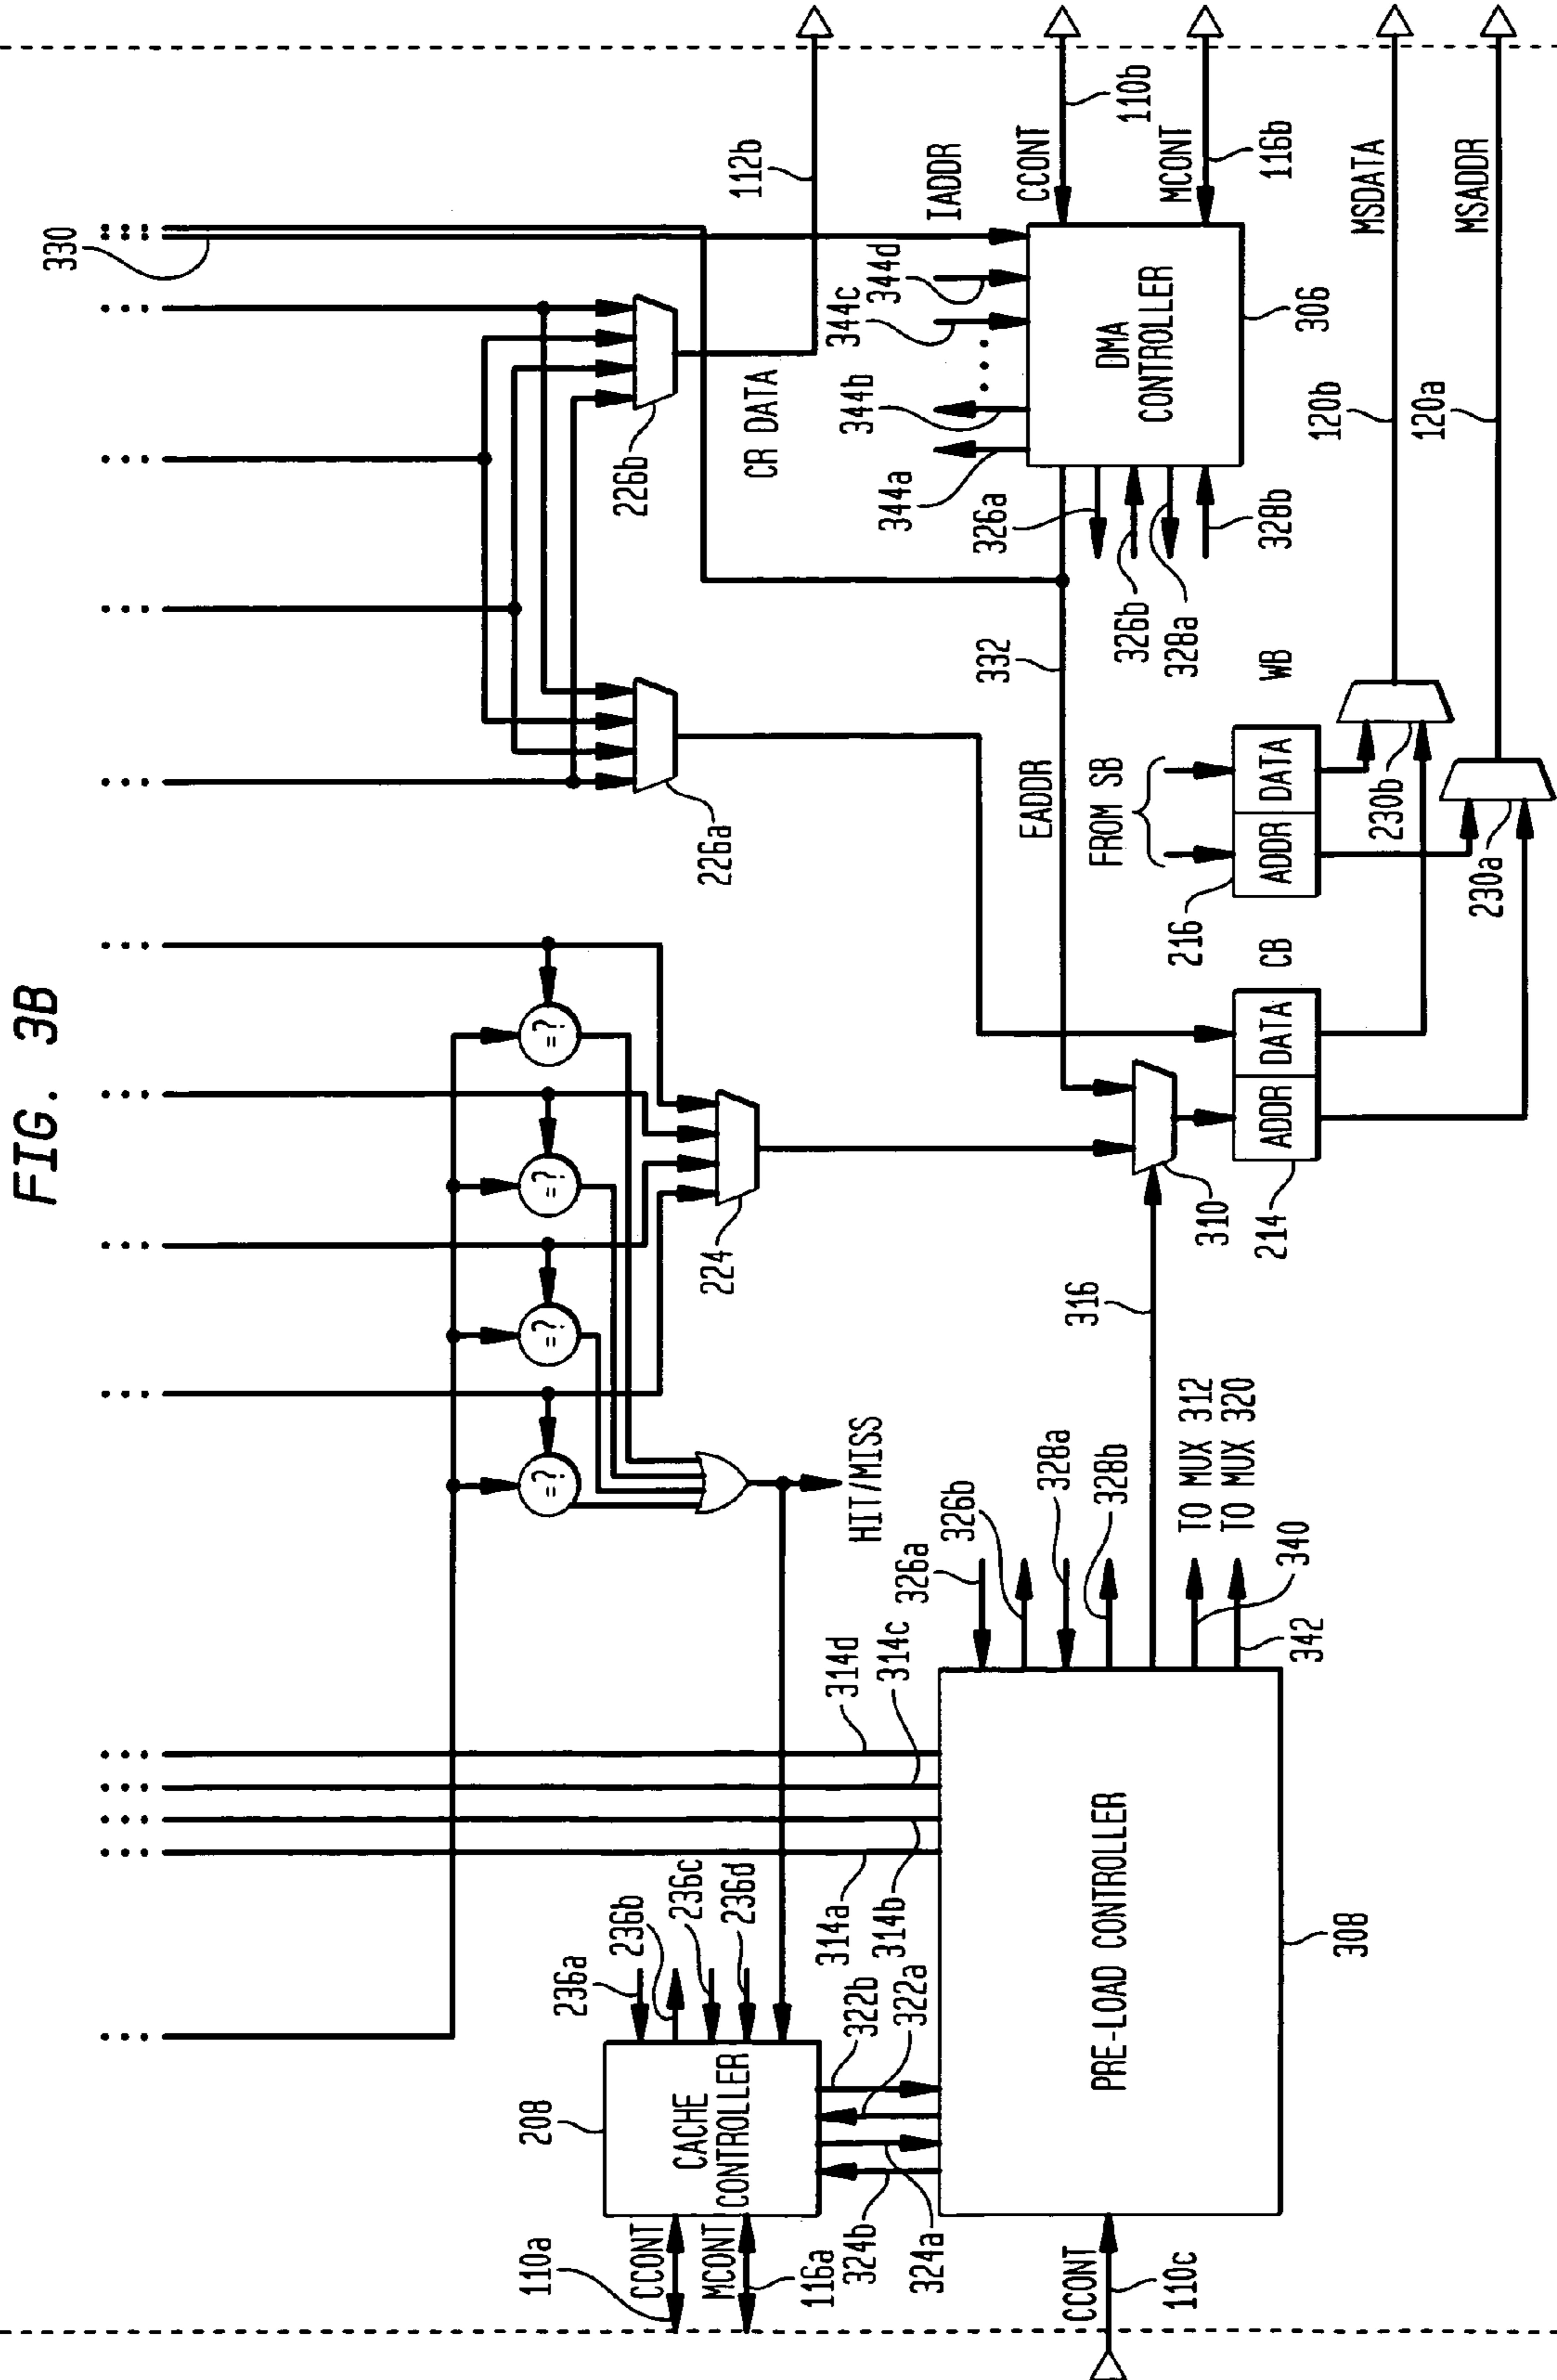 FIG. 3B
330
112b
226b
226a
CR DATA
IADDR
CCONT
110b
MCONT
116b
344a
344b
344c
344d
DMA
CONTROLLER
306
326a
326b
328a
328b
332
EADDR
FROM SB
216
WB
ADDR
DATA
230b
230a
MSDATA
120b
MSADDR
120a
=?
=?
=?
=?
224
HIT/MISS
310
316
214
CB
ADDR
DATA
208
CACHE
CONTROLLER
110a
CCONT
MCONT
116a
236a
236b
236c
236d
314a
314b
314c
314d
322b
322a
324b
324a
326a
326b
328a
328b
TO MUX 312
TO MUX 320
340
342
PRE-LOAD CONTROLLER
308
CCONT
110c